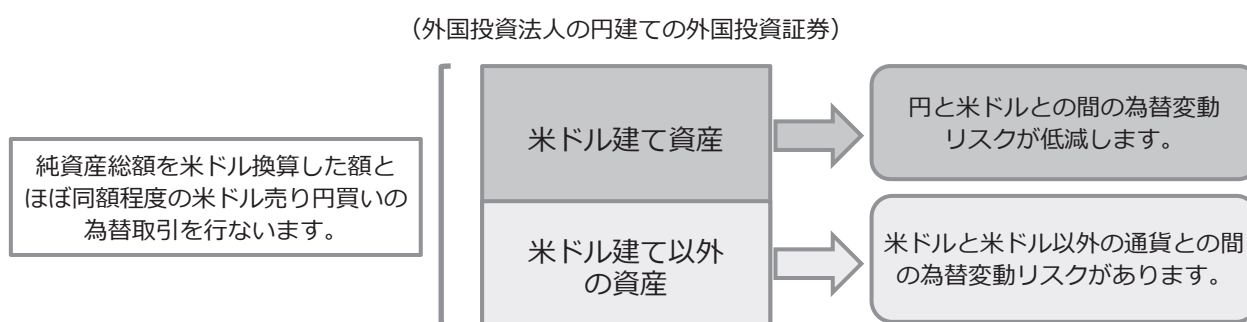 （外国投資法人の円建ての外国投資証券）
純資産総額を米ドル換算した額と
ほぼ同額程度の米ドル売り円買いの
為替取引を行ないます。
米ドル建て資産
円と米ドルとの間の為替変動
リスクが低減します。
米ドル建て以外
の資産
米ドルと米ドル以外の通貨との間
の為替変動リスクがあります。